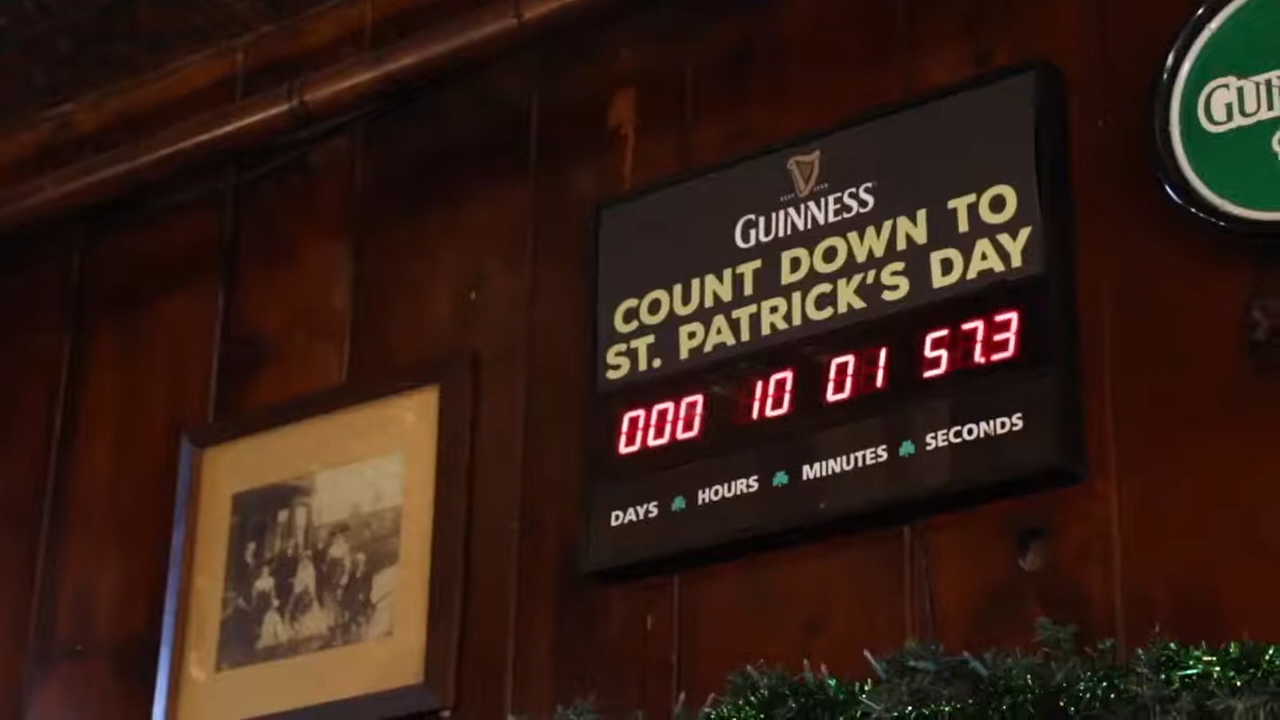 GUINNESS
COUNT DOWN TO
ST. PATRICK'S DAY
000 10 01 57.3
DAYS HOURS MINUTES SECONDS